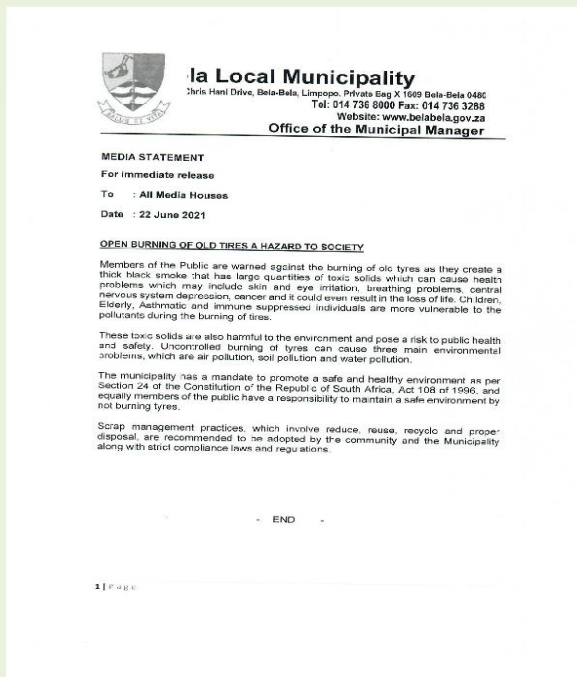 la Local Municipality
Chris Hani Drive, Bela-Bela, Limpopo. Private Bag X 1609 Bela-Bela 0480
Tel: 014 736 8000 Fax: 014 736 3288
Website: www.belabela.gov.za
Office of the Municipal Manager
MEDIA STATEMENT
For immediate release
To : All Media Houses
Date : 22 June 2021
OPEN BURNING OF OLD TIRES A HAZARD TO SOCIETY
Members of the Public are warned against the burning of old tyres as they create a
thick black smoke that has large quantities of toxic solids which can cause health
problems which may include skin and eye irritation, breathing problems, central
nervous system depression, cancer and it could even result in the loss of life. Children,
Elderly, Asthmatic and immune suppressed individuals are more vulnerable to the
pollutants during the burning of tires.
These toxic solids are also harmful to the environment and pose a risk to public health
and safety. Uncontrolled burning of tyres can cause three main environmental
problems, which are air pollution, soil pollution and water pollution.
The municipality has a mandate to promote a safe and healthy environment as per
Section 24 of the Constitution of the Republic of South Africa, Act 108 of 1996, and
equally members of the public have a responsibility to maintain a safe environment by
not burning tyres.
Scrap management practices, which involve reduce, reuse, recycle and proper
disposal, are recommended to be adopted by the community and the Municipality
along with strict compliance laws and regulations.
- END -
1 | Page